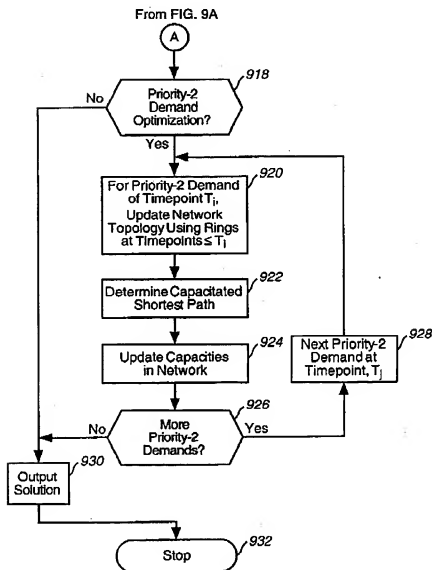 From FIG. 9A
A
918
Priority-2
Demand
Optimization?
No
Yes
920
For Priority-2 Demand
of Timepoint Ti,
Update Network
Topology Using Rings
at Timepoints ≤ Ti
922
Determine Capacitated
Shortest Path
924
Update Capacities
in Network
928
Next Priority-2
Demand at
Timepoint, Tj
926
More
Priority-2
Demands?
No
Yes
930
Output
Solution
932
Stop